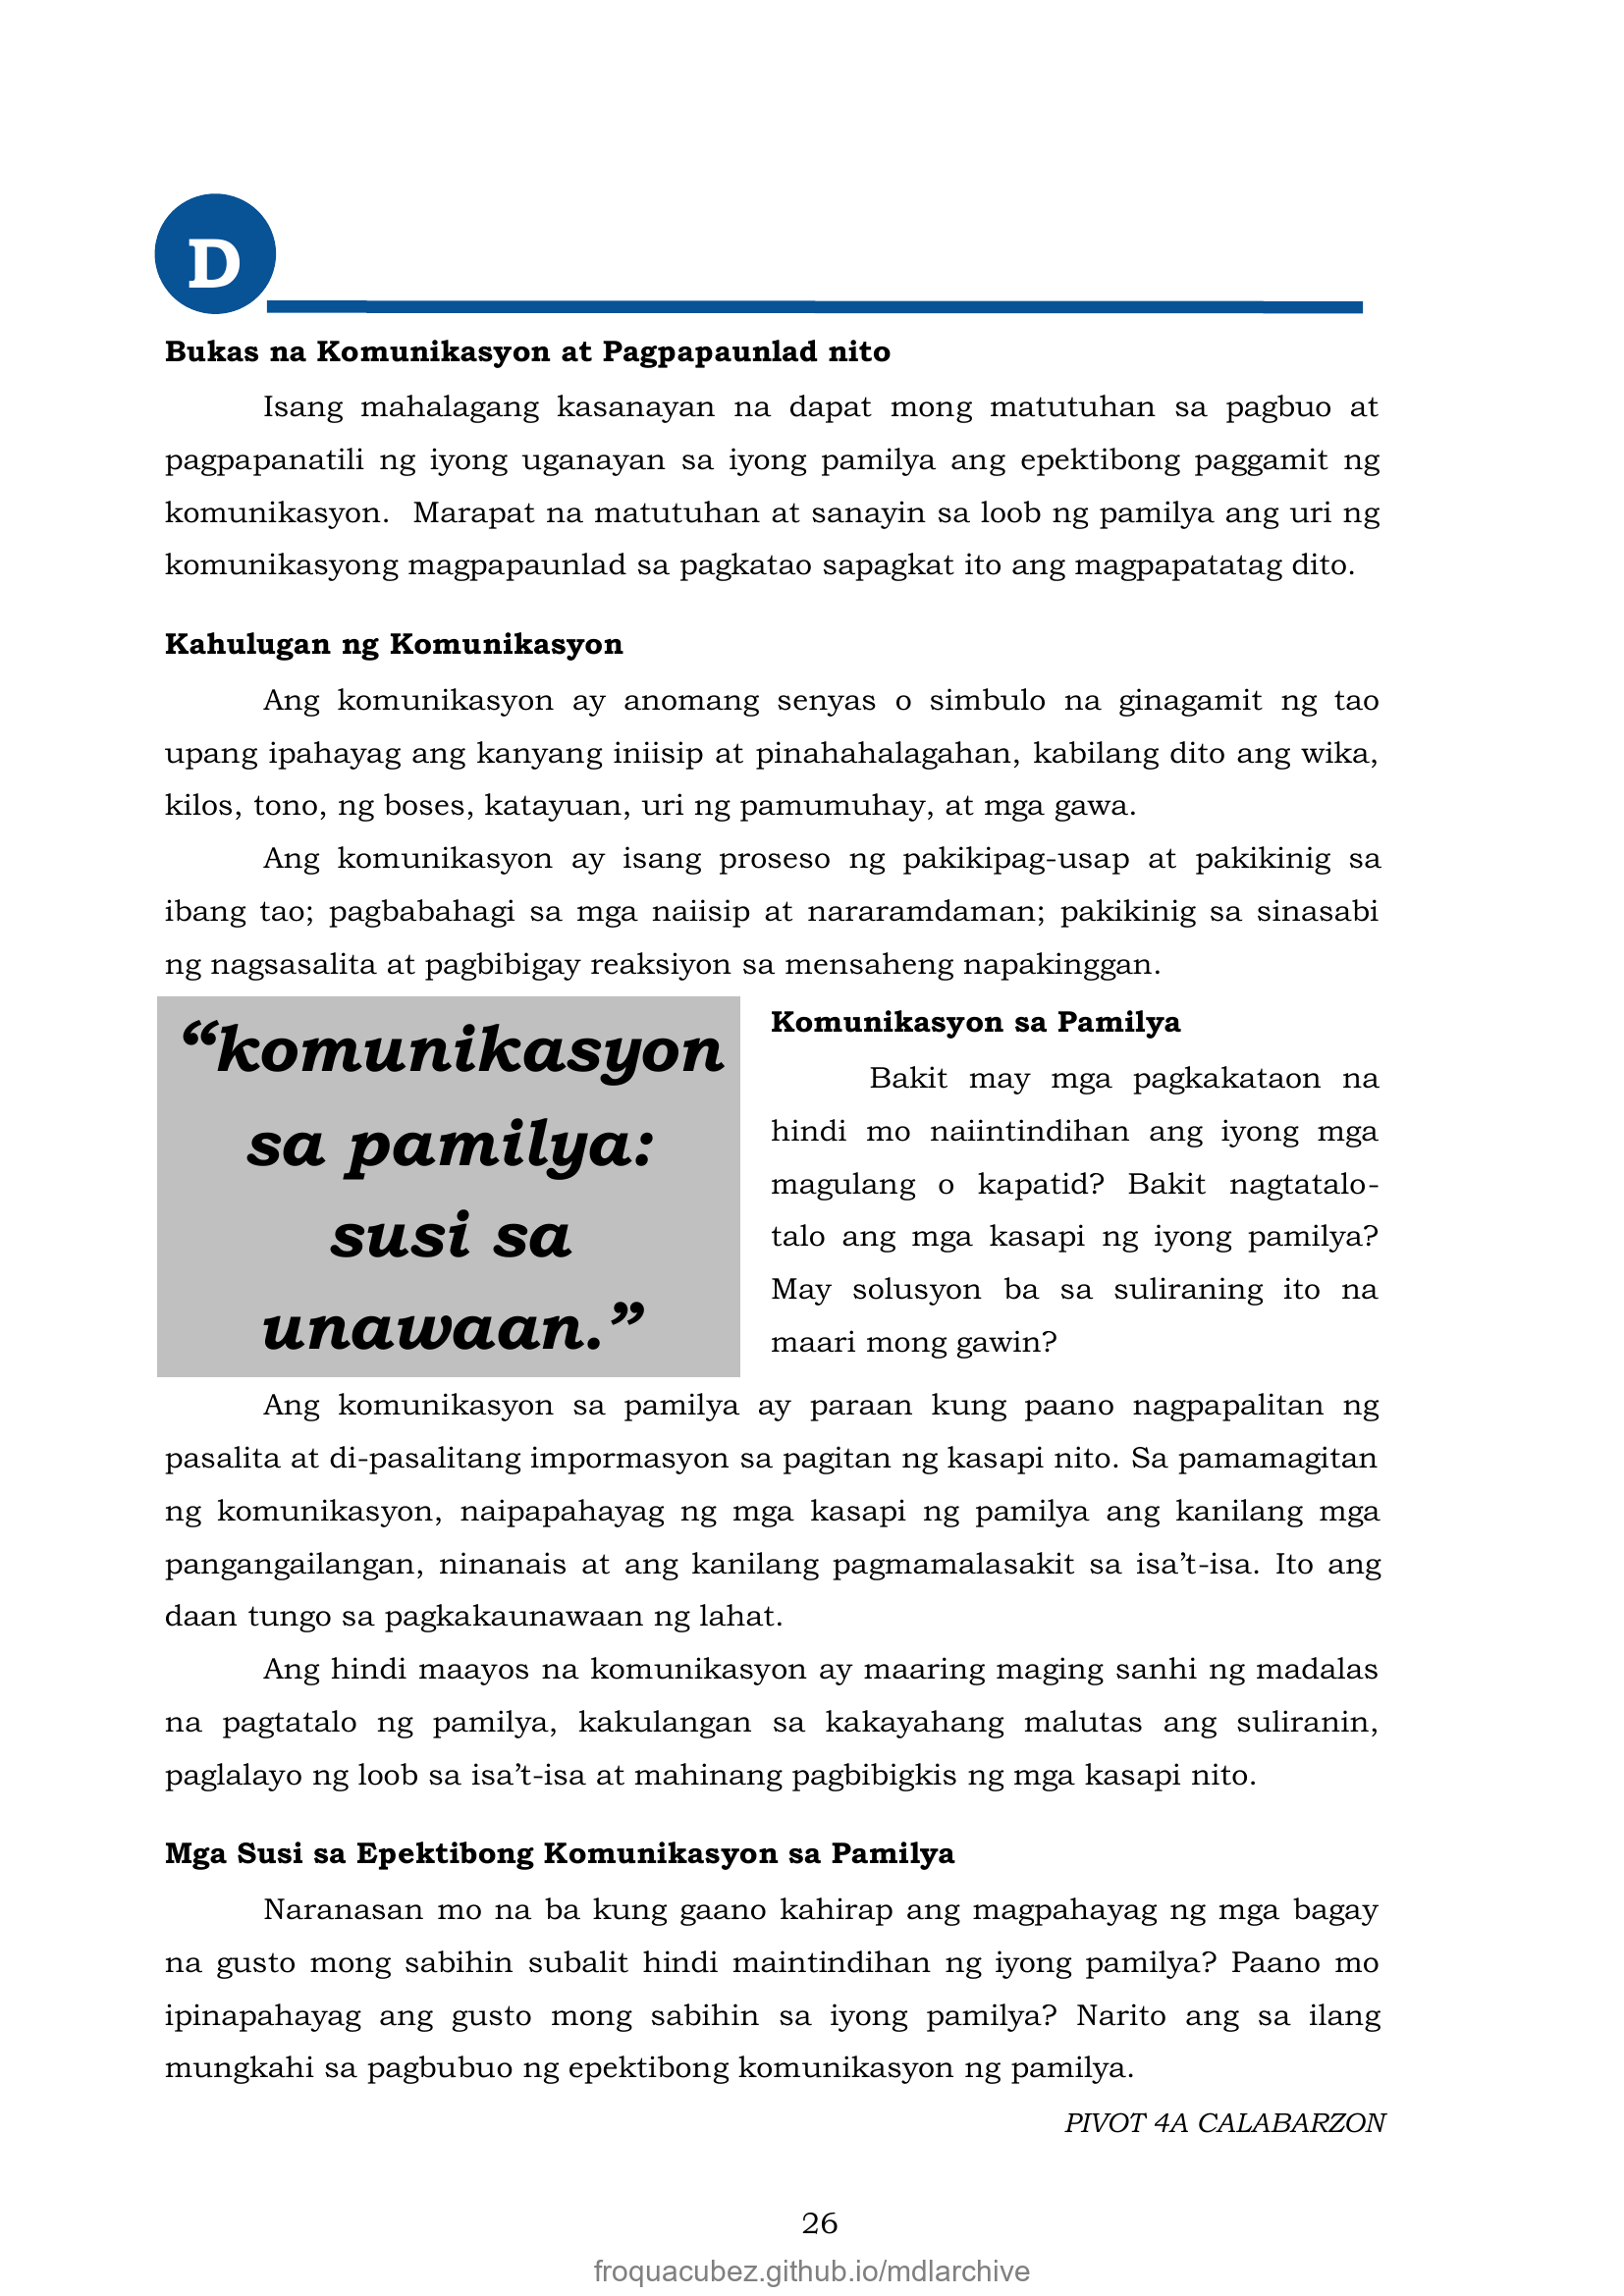 D
Bukas na Komunikasyon at Pagpapaunlad nito
Isang mahalagang kasanayan na dapat mong matutuhan sa pagbuo at
pagpapanatili ng iyong uganayan sa iyong pamilya ang epektibong paggamit ng
komunikasyon.  Marapat na matutuhan at sanayin sa loob ng pamilya ang uri ng
komunikasyong magpapaunlad sa pagkatao sapagkat ito ang magpapatatag dito.
Kahulugan ng Komunikasyon
Ang komunikasyon ay anomang senyas o simbulo na ginagamit ng tao
upang ipahayag ang kanyang iniisip at pinahahalagahan, kabilang dito ang wika,
kilos, tono, ng boses, katayuan, uri ng pamumuhay, at mga gawa.
Ang komunikasyon ay isang proseso ng pakikipag-usap at pakikinig sa
ibang tao; pagbabahagi sa mga naiisip at nararamdaman; pakikinig sa sinasabi
ng nagsasalita at pagbibigay reaksiyon sa mensaheng napakinggan.
“komunikasyon
sa pamilya:
susi sa
unawaan.”
Komunikasyon sa Pamilya
Bakit may mga pagkakataon na
hindi mo naiintindihan ang iyong mga
magulang o kapatid? Bakit nagtatalo-
talo ang mga kasapi ng iyong pamilya?
May solusyon ba sa suliraning ito na
maari mong gawin?
Ang komunikasyon sa pamilya ay paraan kung paano nagpapalitan ng
pasalita at di-pasalitang impormasyon sa pagitan ng kasapi nito. Sa pamamagitan
ng komunikasyon, naipapahayag ng mga kasapi ng pamilya ang kanilang mga
pangangailangan, ninanais at ang kanilang pagmamalasakit sa isa’t-isa. Ito ang
daan tungo sa pagkakaunawaan ng lahat.
Ang hindi maayos na komunikasyon ay maaring maging sanhi ng madalas
na pagtatalo ng pamilya, kakulangan sa kakayahang malutas ang suliranin,
paglalayo ng loob sa isa’t-isa at mahinang pagbibigkis ng mga kasapi nito.
Mga Susi sa Epektibong Komunikasyon sa Pamilya
Naranasan mo na ba kung gaano kahirap ang magpahayag ng mga bagay
na gusto mong sabihin subalit hindi maintindihan ng iyong pamilya? Paano mo
ipinapahayag ang gusto mong sabihin sa iyong pamilya? Narito ang sa ilang
mungkahi sa pagbubuo ng epektibong komunikasyon ng pamilya.
PIVOT 4A CALABARZON
26
froquacubez.github.io/mdlarchive